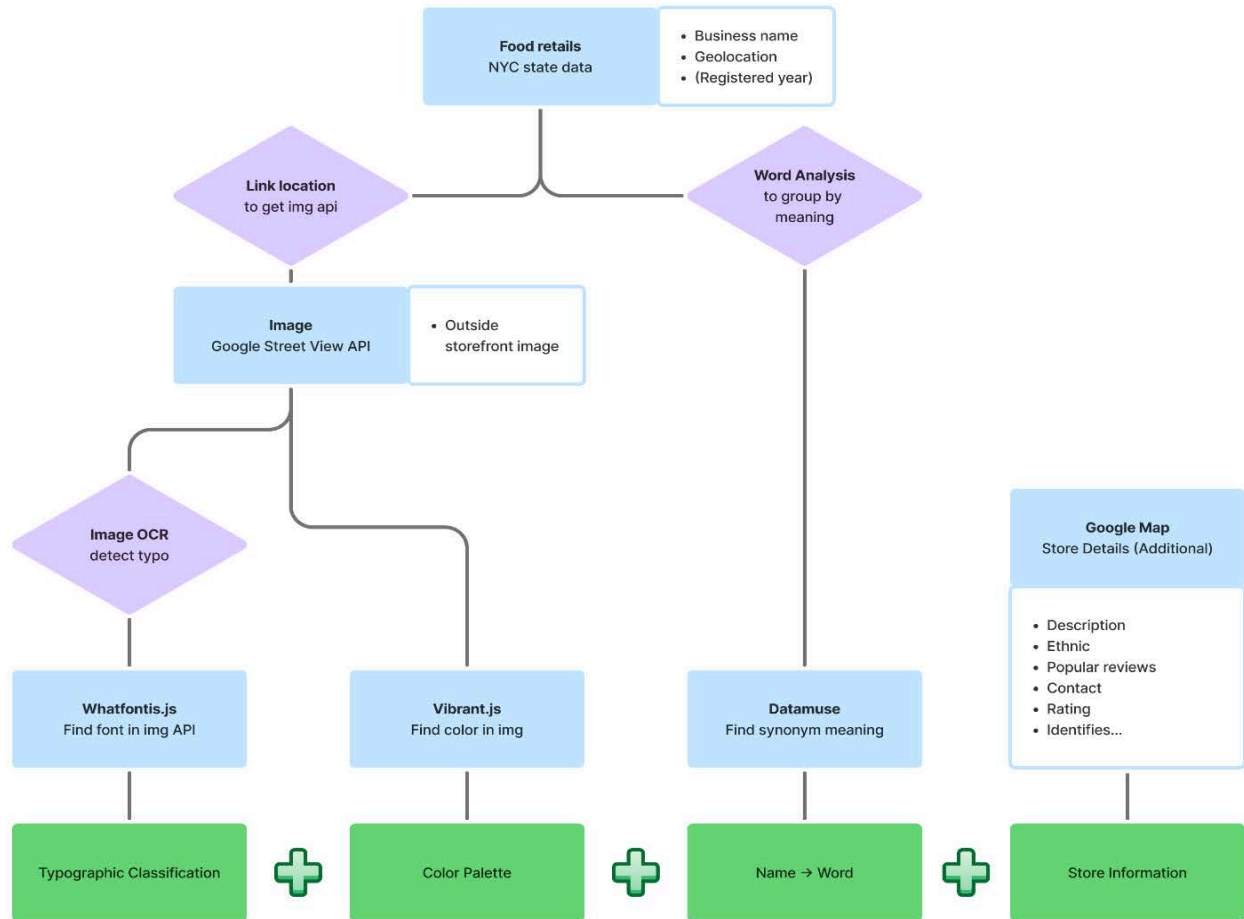 Food retails
NYC state data
• Business name
• Geolocation
• (Registered year)
Link location
to get img api
Word Analysis
to group by
meaning
Image
Google Street View API
• Outside
storefront image
Image OCR
detect typo
Google Map
Store Details (Additional)
• Description
• Ethnic
• Popular reviews
• Contact
• Rating
• Identifies...
Whatfontis.js
Find font in img API
Vibrant.js
Find color in img
Datamuse
Find synonym meaning
Typographic Classification
Color Palette
Name → Word
Store Information